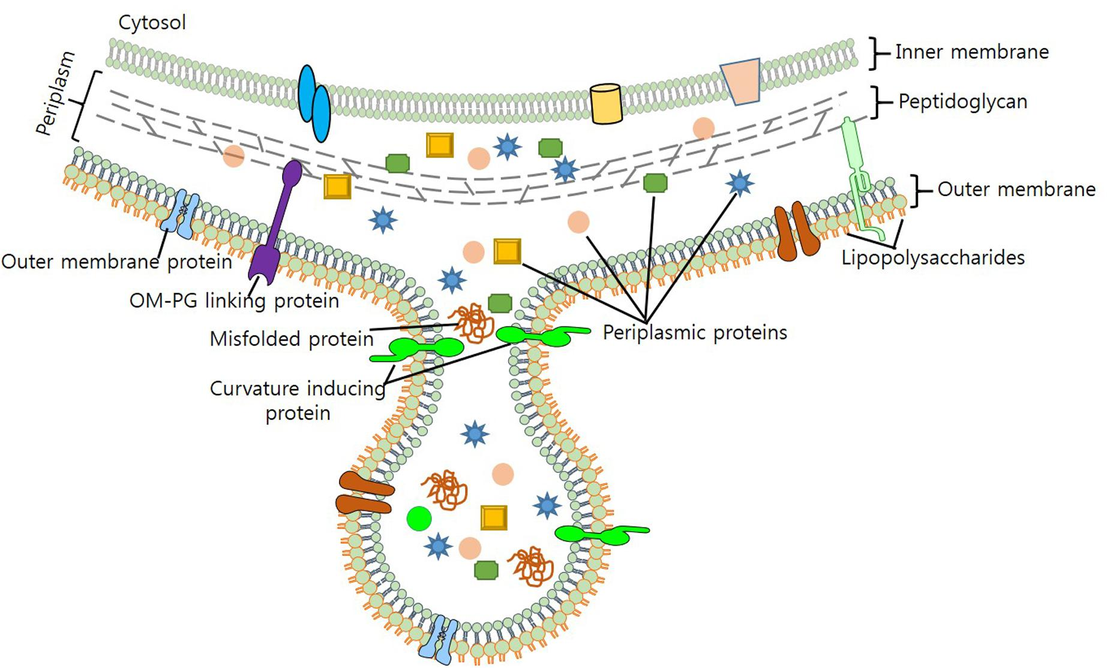 Cytosol
Inner membrane
Periplasm
Peptidoglycan
Outer membrane
Outer membrane protein
Lipopolysaccharides
OM-PG linking protein
Misfolded protein
Periplasmic proteins
Curvature inducing
protein